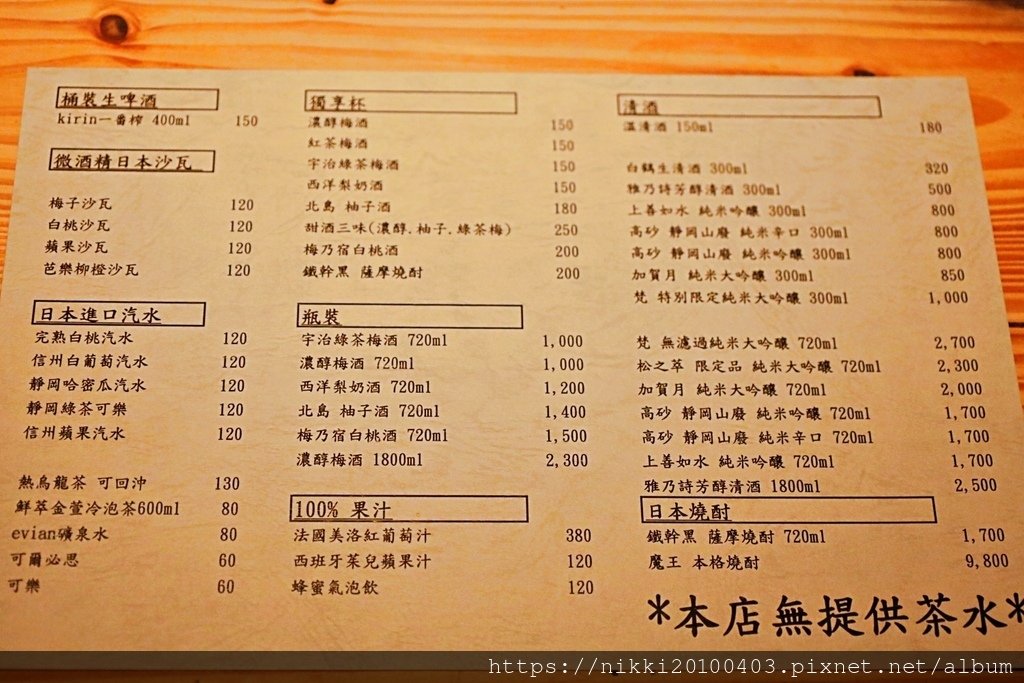 桶裝生啤酒
kirin一番榨 400ml 150
微酒精日本沙瓦
梅子沙瓦 120
白桃沙瓦 120
蘋果沙瓦 120
芭樂柳橙沙瓦 120
日本進口汽水
完熟白桃汽水 120
信州白葡萄汽水 120
靜岡哈密瓜汽水 120
靜岡綠茶可樂 120
信州蘋果汽水 120
熱烏龍茶 可回沖 130
鮮萃金萱冷泡茶600ml 80
evian礦泉水 80
可爾必思 60
可樂 60
獨享杯
濃醇梅酒 150
紅茶梅酒 150
宇治綠茶梅酒 150
西洋梨奶酒 150
北島 柚子酒 180
甜酒三味(濃醇.柚子.綠茶梅) 250
梅乃宿白桃酒 200
鐵幹黑 薩摩燒酎 200
瓶裝
宇治綠茶梅酒 720ml 1,000
濃醇梅酒 720ml 1,000
西洋梨奶酒 720ml 1,200
北島 柚子酒 720ml 1,400
梅乃宿白桃酒 720ml 1,500
濃醇梅酒 1800ml 2,300
100% 果汁
法國美洛紅葡萄汁 380
西班牙茱兒蘋果汁 120
蜂蜜氣泡飲 120
清酒
溫清酒 150ml 180
白鶴生清酒 300ml 320
雅乃詩芳醇清酒 300ml 500
上善如水 純米吟釀 300ml 800
高砂 靜岡山廢 純米辛口 300ml 800
高砂 靜岡山廢 純米吟釀 300ml 800
加賀月 純米大吟釀 300ml 850
梵 特別限定純米大吟釀 300ml 1,000
梵 無濾過純米大吟釀 720ml 2,700
松之萃 限定品 純米大吟釀 720ml 2,300
加賀月 純米大吟釀 720ml 2,000
高砂 靜岡山廢 純米吟釀 720ml 1,700
高砂 靜岡山廢 純米辛口 720ml 1,700
上善如水 純米吟釀 720ml 1,700
雅乃詩芳醇清酒 1800ml 2,500
日本燒酎
鐵幹黑 薩摩燒酎 720ml 1,700
魔王 本格燒酎 9,800
*本店無提供茶水*
https://nikki20100403.pixnet.net/album